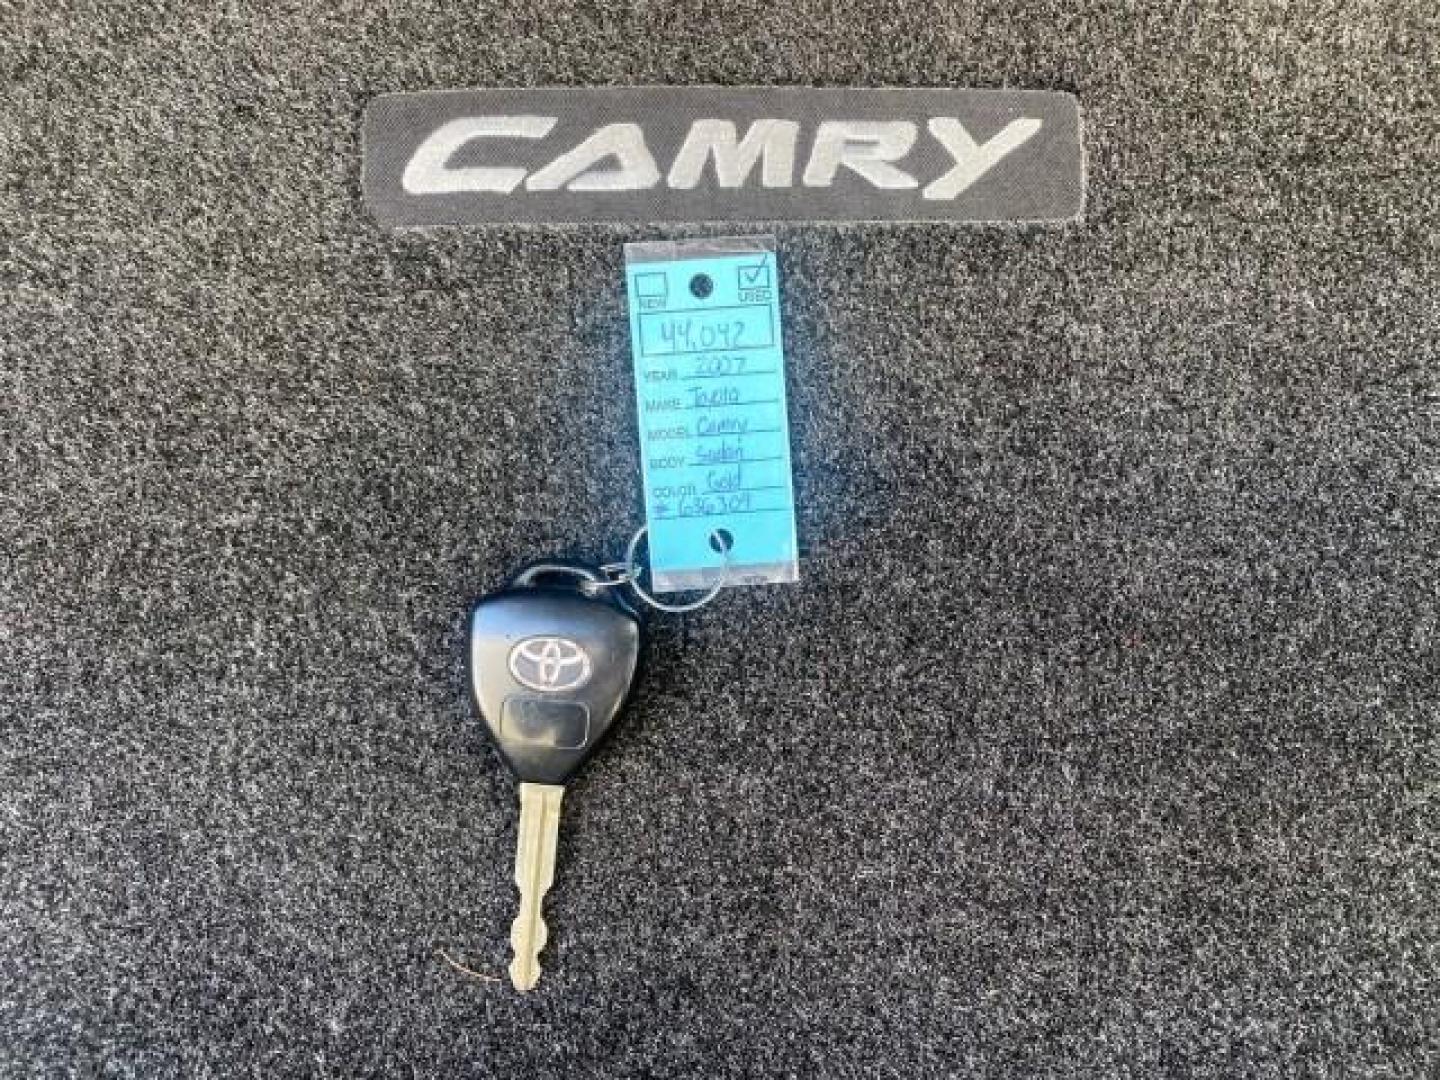 CAMRY
NEW
USED
44,042
YEAR 2007
MAKE Toyota
MODEL Camry
BODY Sedan
COLOR Gold
# 636304